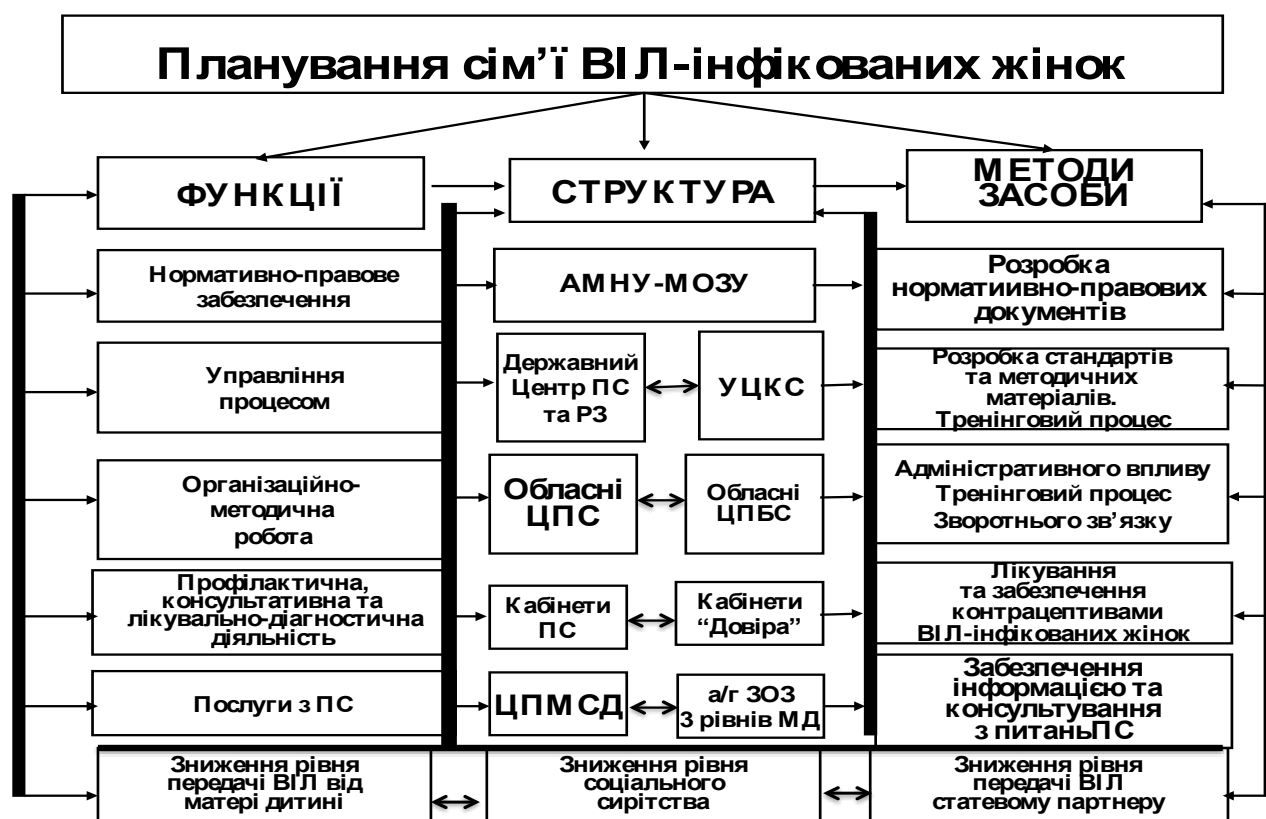 Планування сім’ї ВІЛ-інфікованих жінок
ФУНКЦІЇ
СТРУКТУРА
МЕТОДИ
ЗАСОБИ
Нормативно-правове
забезпечення
АМНУ-МОЗУ
Розробка
норматиивно-правових
документів
Управління
процесом
Державний
Центр ПС
та РЗ
УЦКС
Розробка стандартів
та методичних
матеріалів.
Тренінговий процес
Організаційно-
методична
робота
Обласні
ЦПС
Обласні
ЦПБС
Адміністративного впливу
Тренінговий процес
Зворотнього зв’язку
Профілактична,
консультативна та
лікувально-діагностична
діяльність
Кабінети
ПС
Кабінети
“Довіра”
Лікування
та забезпечення
контрацептивами
ВІЛ-інфікованих жінок
Послуги з ПС
ЦПМСД
а/г ЗОЗ
3 рівнів МД
Забезпечення
інформацією та
консультування
з питаньПС
Зниження рівня
передачі ВІЛ від
матері дитині
Зниження рівня
соціального
сирітства
Зниження рівня
передачі ВІЛ
статевому партнеру